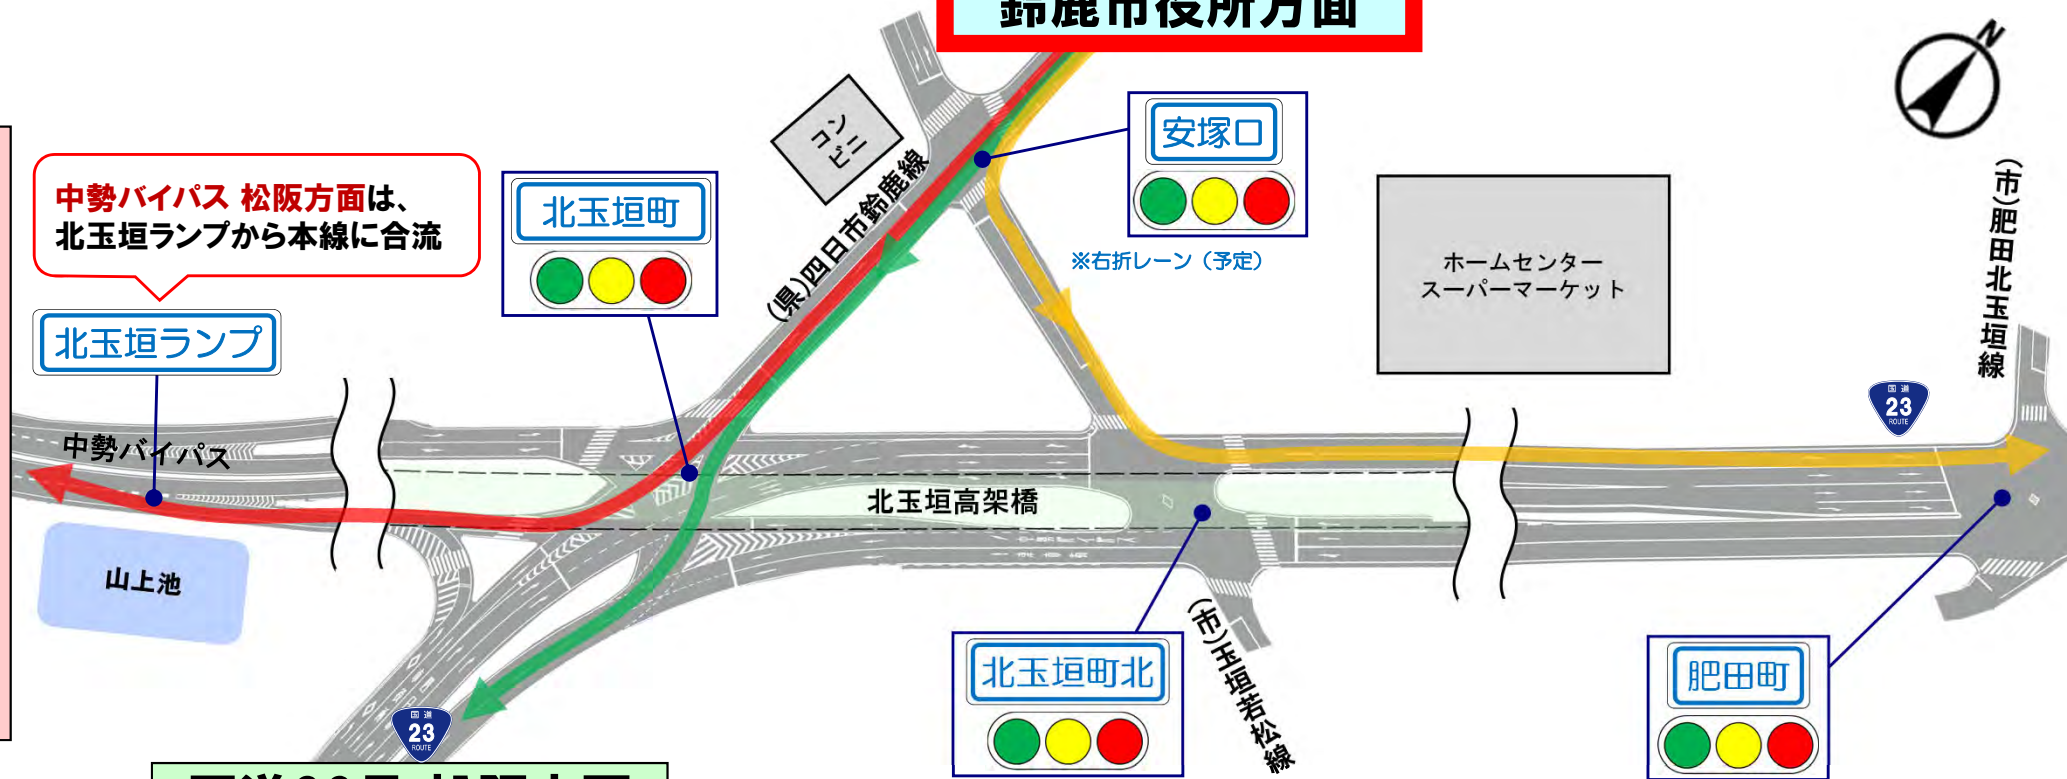 鈴鹿市役所方面
N
コン
ビニ
安塚口
(市)肥田北玉垣線
中勢バイパス 松阪方面は、
北玉垣ランプから本線に合流
北玉垣町
(県)四日市鈴鹿線
※右折レーン（予定）
ホームセンター
スーパーマーケット
北玉垣ランプ
国道
23
ROUTE
中勢バイパス
北玉垣高架橋
山上池
(市)玉垣若松線
北玉垣町北
肥田町
国道
23
ROUTE